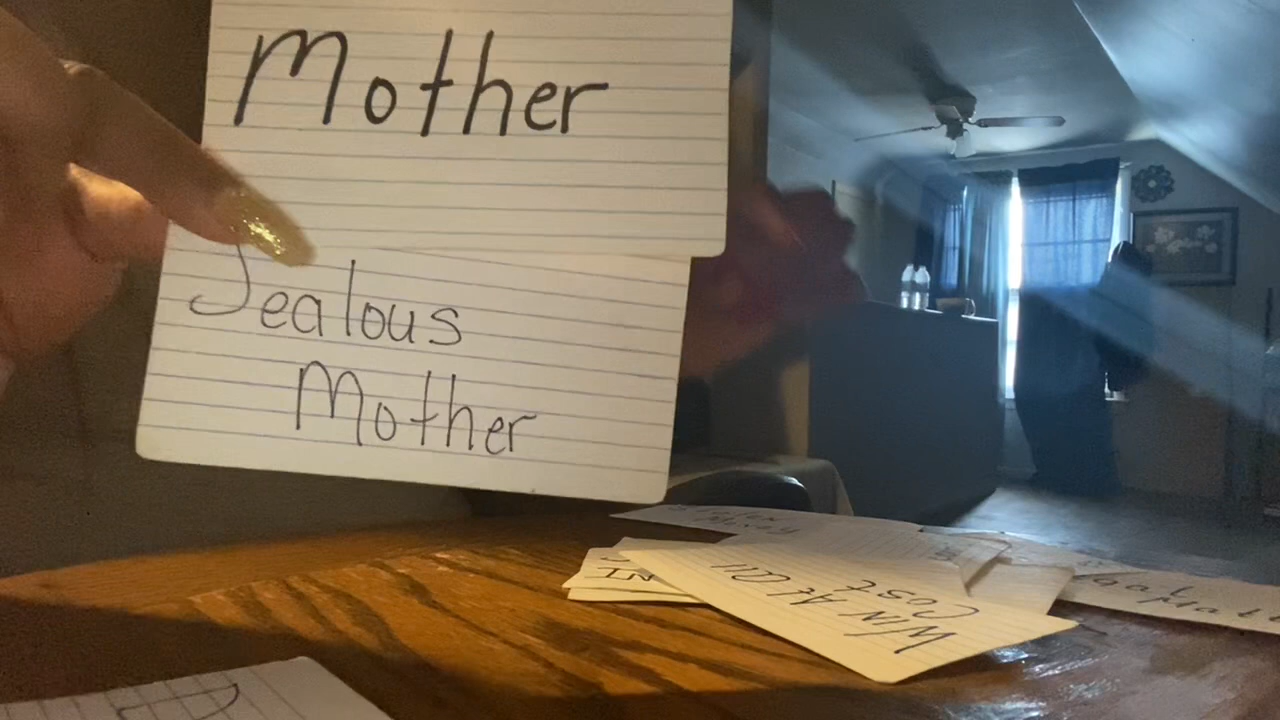 Mother
Jealous
Mother
WIN At All
Cost